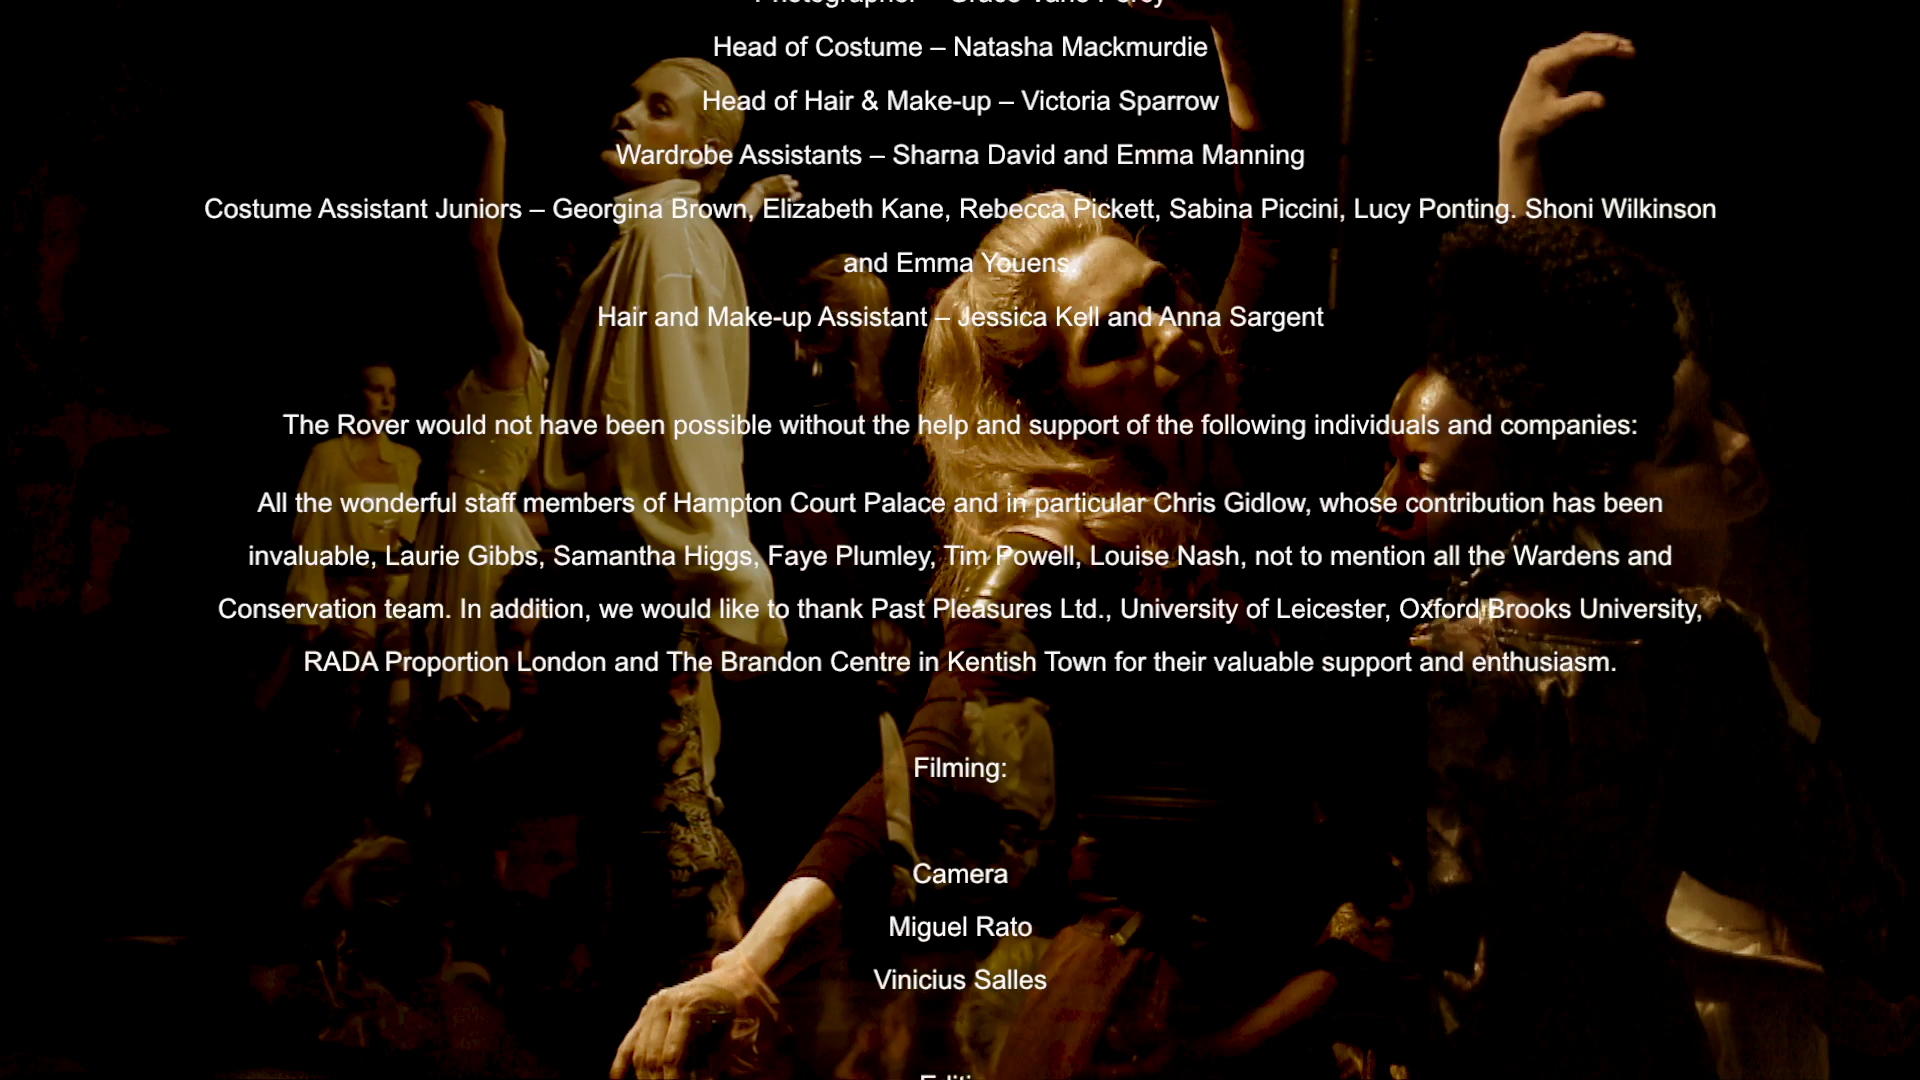 Photographer – Grace Vane Percy
Head of Costume – Natasha Mackmurdie
Head of Hair & Make-up – Victoria Sparrow
Wardrobe Assistants – Sharna David and Emma Manning
Costume Assistant Juniors – Georgina Brown, Elizabeth Kane, Rebecca Pickett, Sabina Piccini, Lucy Ponting. Shoni Wilkinson
and Emma Youens.
Hair and Make-up Assistant – Jessica Kell and Anna Sargent
The Rover would not have been possible without the help and support of the following individuals and companies:
All the wonderful staff members of Hampton Court Palace and in particular Chris Gidlow, whose contribution has been
invaluable, Laurie Gibbs, Samantha Higgs, Faye Plumley, Tim Powell, Louise Nash, not to mention all the Wardens and
Conservation team. In addition, we would like to thank Past Pleasures Ltd., University of Leicester, Oxford Brooks University,
RADA Proportion London and The Brandon Centre in Kentish Town for their valuable support and enthusiasm.
Filming:
Camera
Miguel Rato
Vinicius Salles